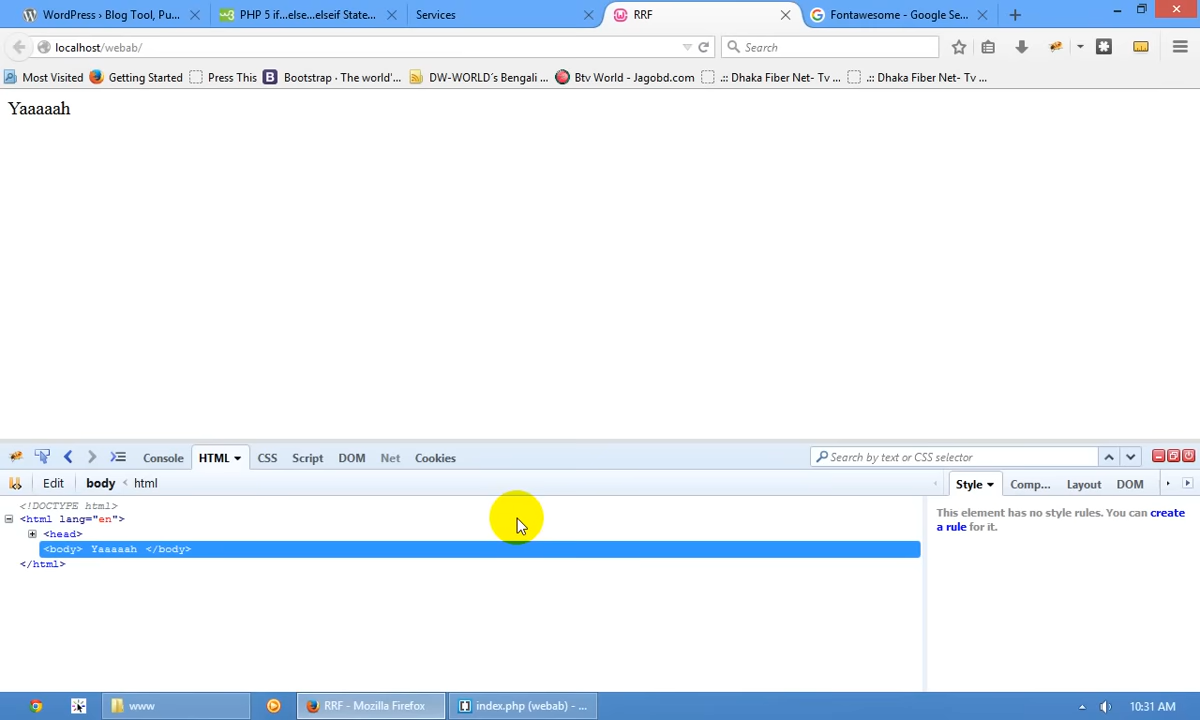 WordPress › Blog Tool, Pu... PHP 5 if...else...elseif State... Services RRF Fontawesome - Google Se...
localhost/webab/ Search
Most Visited Getting Started Press This Bootstrap · The world'... DW-WORLD´s Bengali ... Btv World - Jagobd.com .:: Dhaka Fiber Net- Tv ... .:: Dhaka Fiber Net- Tv ...
Yaaaaah
Console HTML CSS Script DOM Net Cookies Search by text or CSS selector
Edit body < html Style Comp... Layout DOM
<!DOCTYPE html>
<html lang="en">
<head>
<body> Yaaaaah </body>
</html>
This element has no style rules. You can create
a rule for it.
www RRF - Mozilla Firefox index.php (webab) - ... 10:31 AM